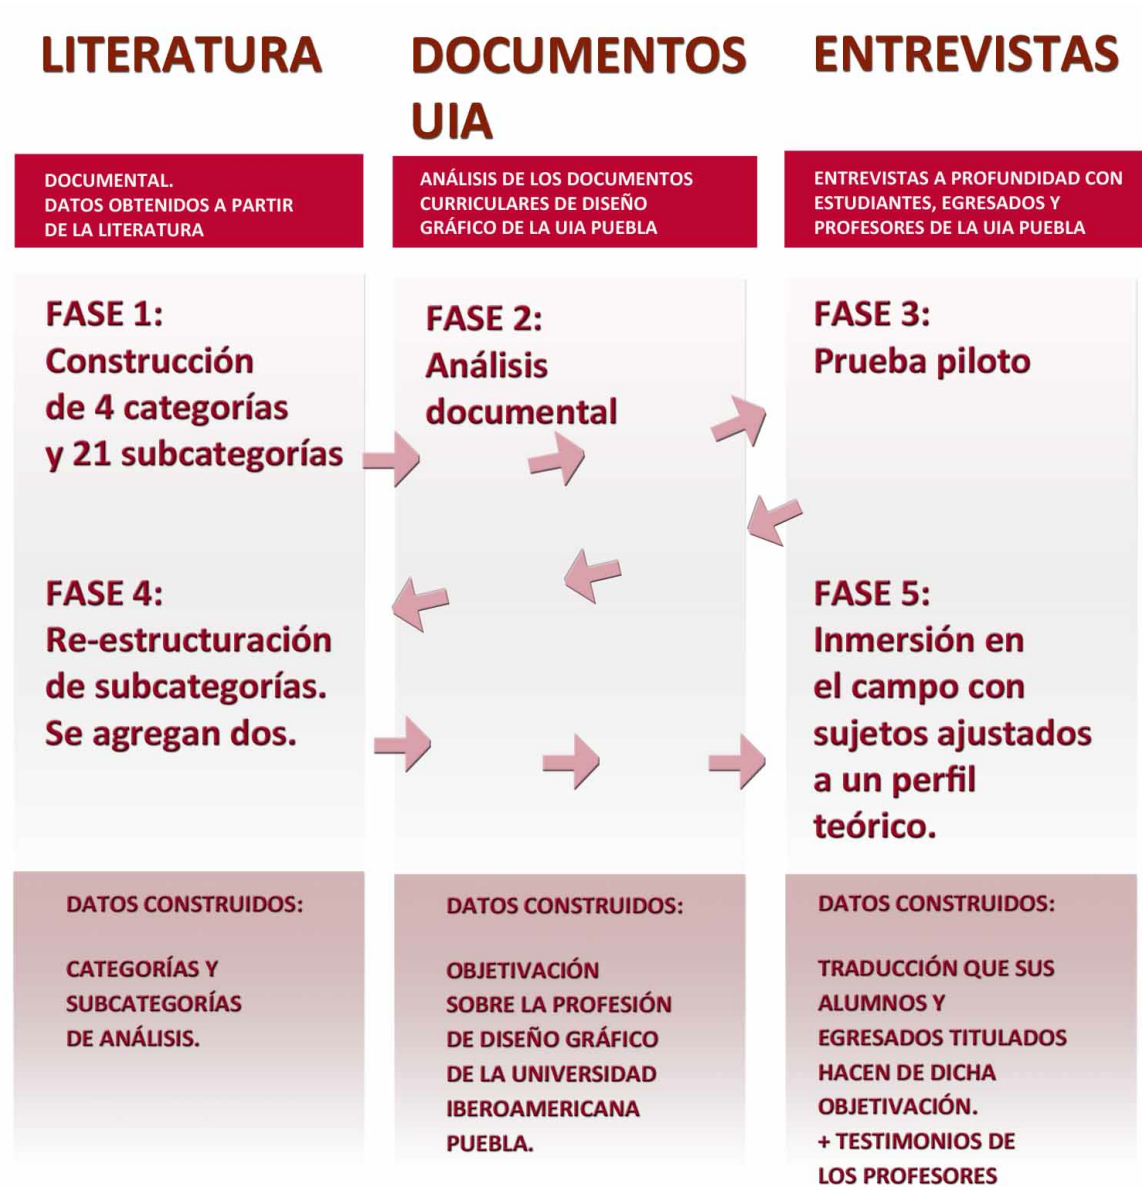 LITERATURA
DOCUMENTOS
UIA
ENTREVISTAS
DOCUMENTAL.
DATOS OBTENIDOS A PARTIR
DE LA LITERATURA
ANÁLISIS DE LOS DOCUMENTOS
CURRICULARES DE DISEÑO
GRÁFICO DE LA UIA PUEBLA
ENTREVISTAS A PROFUNDIDAD CON
ESTUDIANTES, EGRESADOS Y
PROFESORES DE LA UIA PUEBLA
FASE 1:
Construcción
de 4 categorías
y 21 subcategorías
FASE 2:
Análisis
documental
FASE 3:
Prueba piloto
FASE 4:
Re-estructuración
de subcategorías.
Se agregan dos.
FASE 5:
Inmersión en
el campo con
sujetos ajustados
a un perfil
teórico.
DATOS CONSTRUIDOS:
CATEGORÍAS Y
SUBCATEGORÍAS
DE ANÁLISIS.
DATOS CONSTRUIDOS:
OBJETIVACIÓN
SOBRE LA PROFESIÓN
DE DISEÑO GRÁFICO
DE LA UNIVERSIDAD
IBEROAMERICANA
PUEBLA.
DATOS CONSTRUIDOS:
TRADUCCIÓN QUE SUS
ALUMNOS Y
EGRESADOS TITULADOS
HACEN DE DICHA
OBJETIVACIÓN.
+ TESTIMONIOS DE
LOS PROFESORES